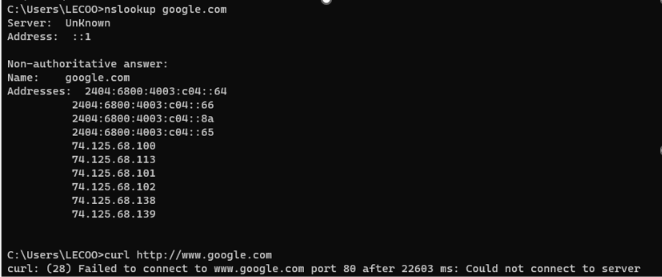 C:\Users\LECOO>nslookup google.com
Server:  UnKnown
Address:  ::1

Non-authoritative answer:
Name:    google.com
Addresses:  2404:6800:4003:c04::64
          2404:6800:4003:c04::66
          2404:6800:4003:c04::8a
          2404:6800:4003:c04::65
          74.125.68.100
          74.125.68.113
          74.125.68.101
          74.125.68.102
          74.125.68.138
          74.125.68.139

C:\Users\LECOO>curl http://www.google.com
curl: (28) Failed to connect to www.google.com port 80 after 22603 ms: Could not connect to server